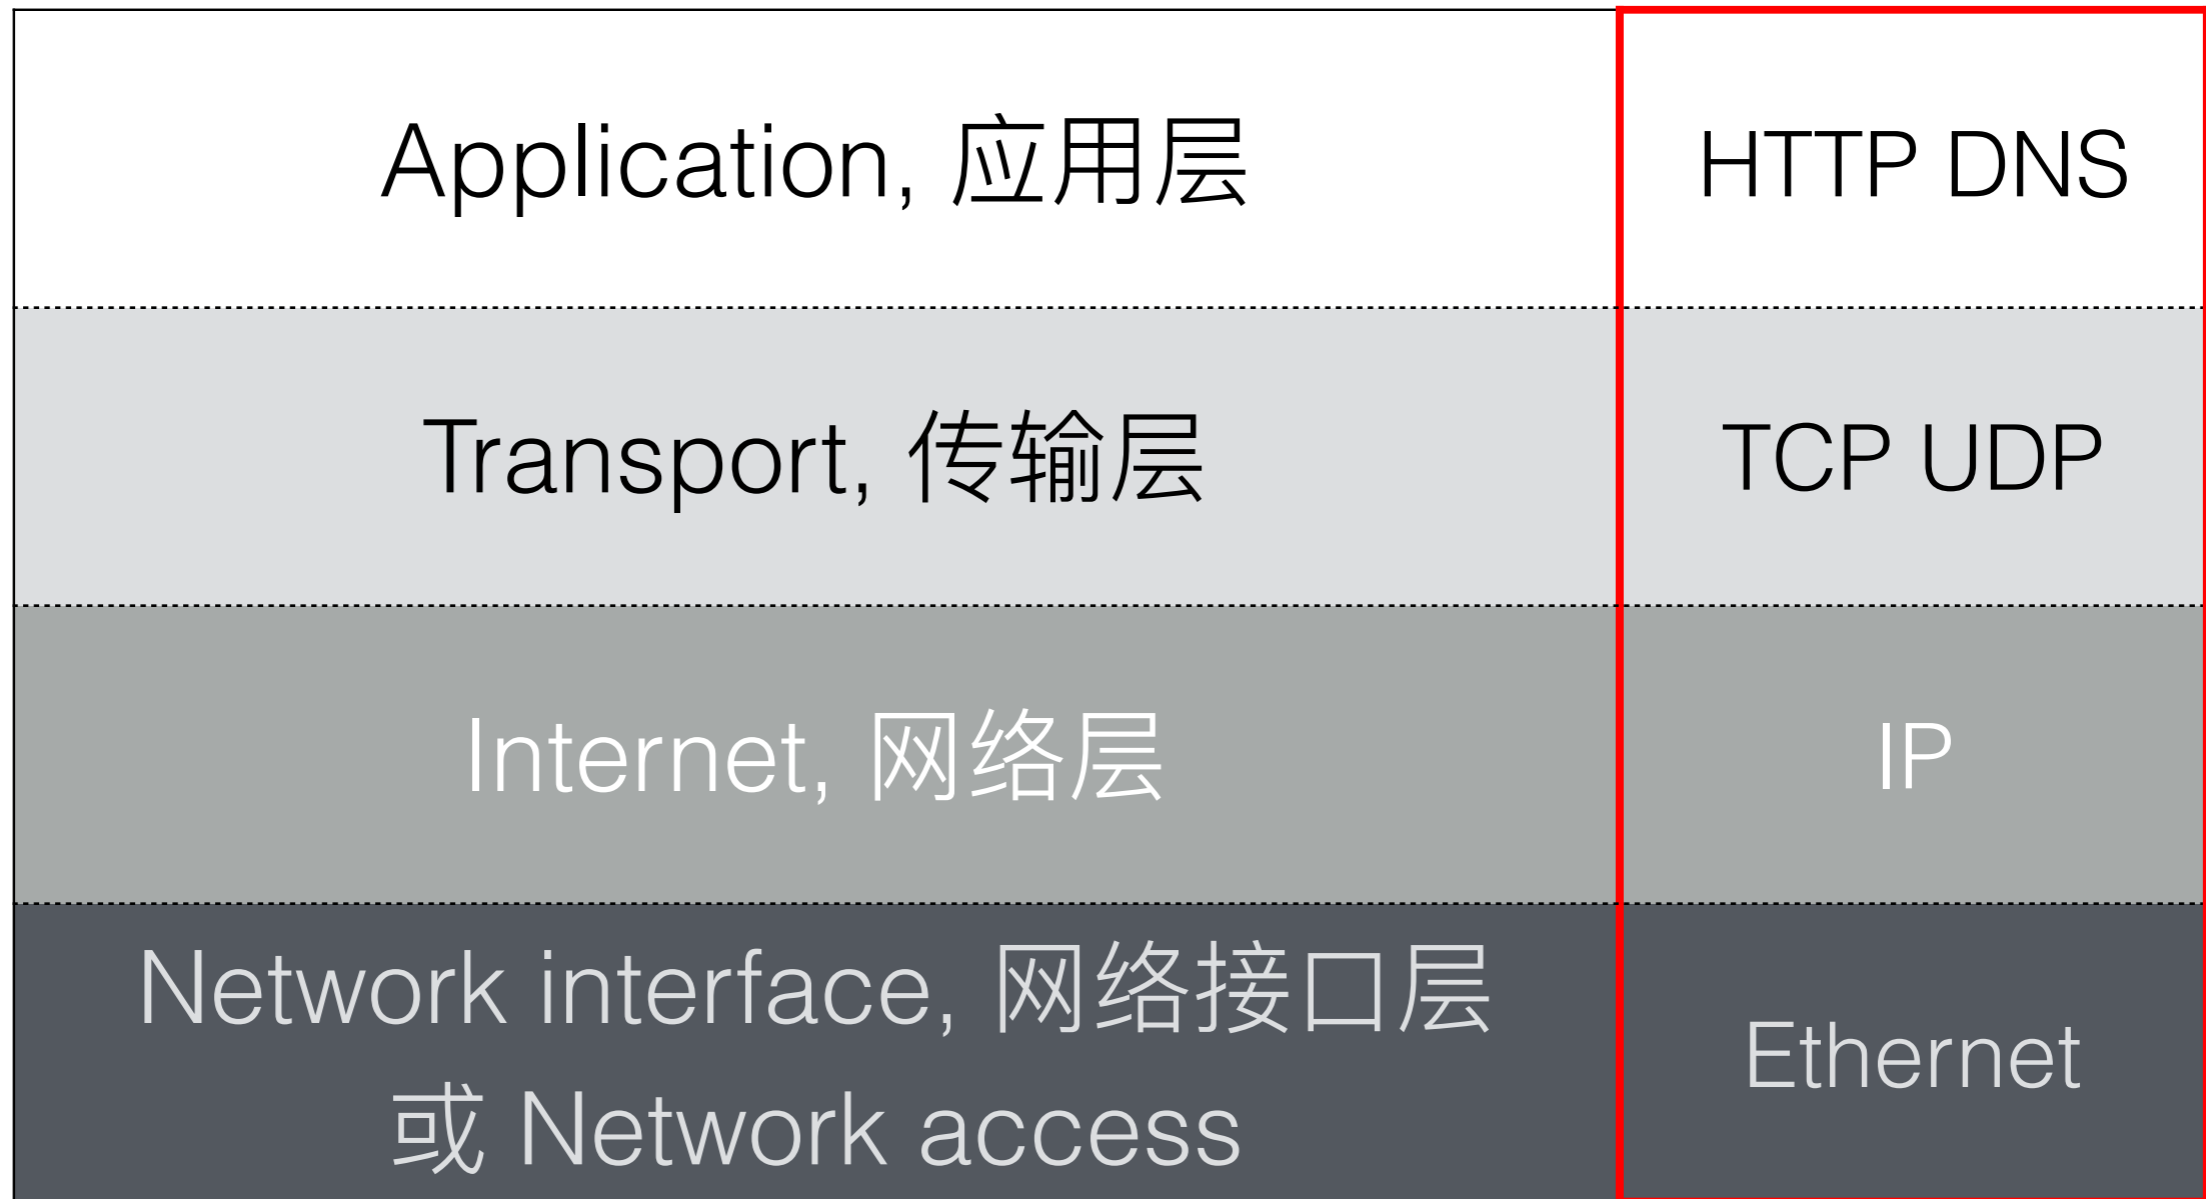 Application, 应用层
HTTP DNS
Transport, 传输层
TCP UDP
Internet, 网络层
IP
Network interface, 网络接口层
或 Network access
Ethernet